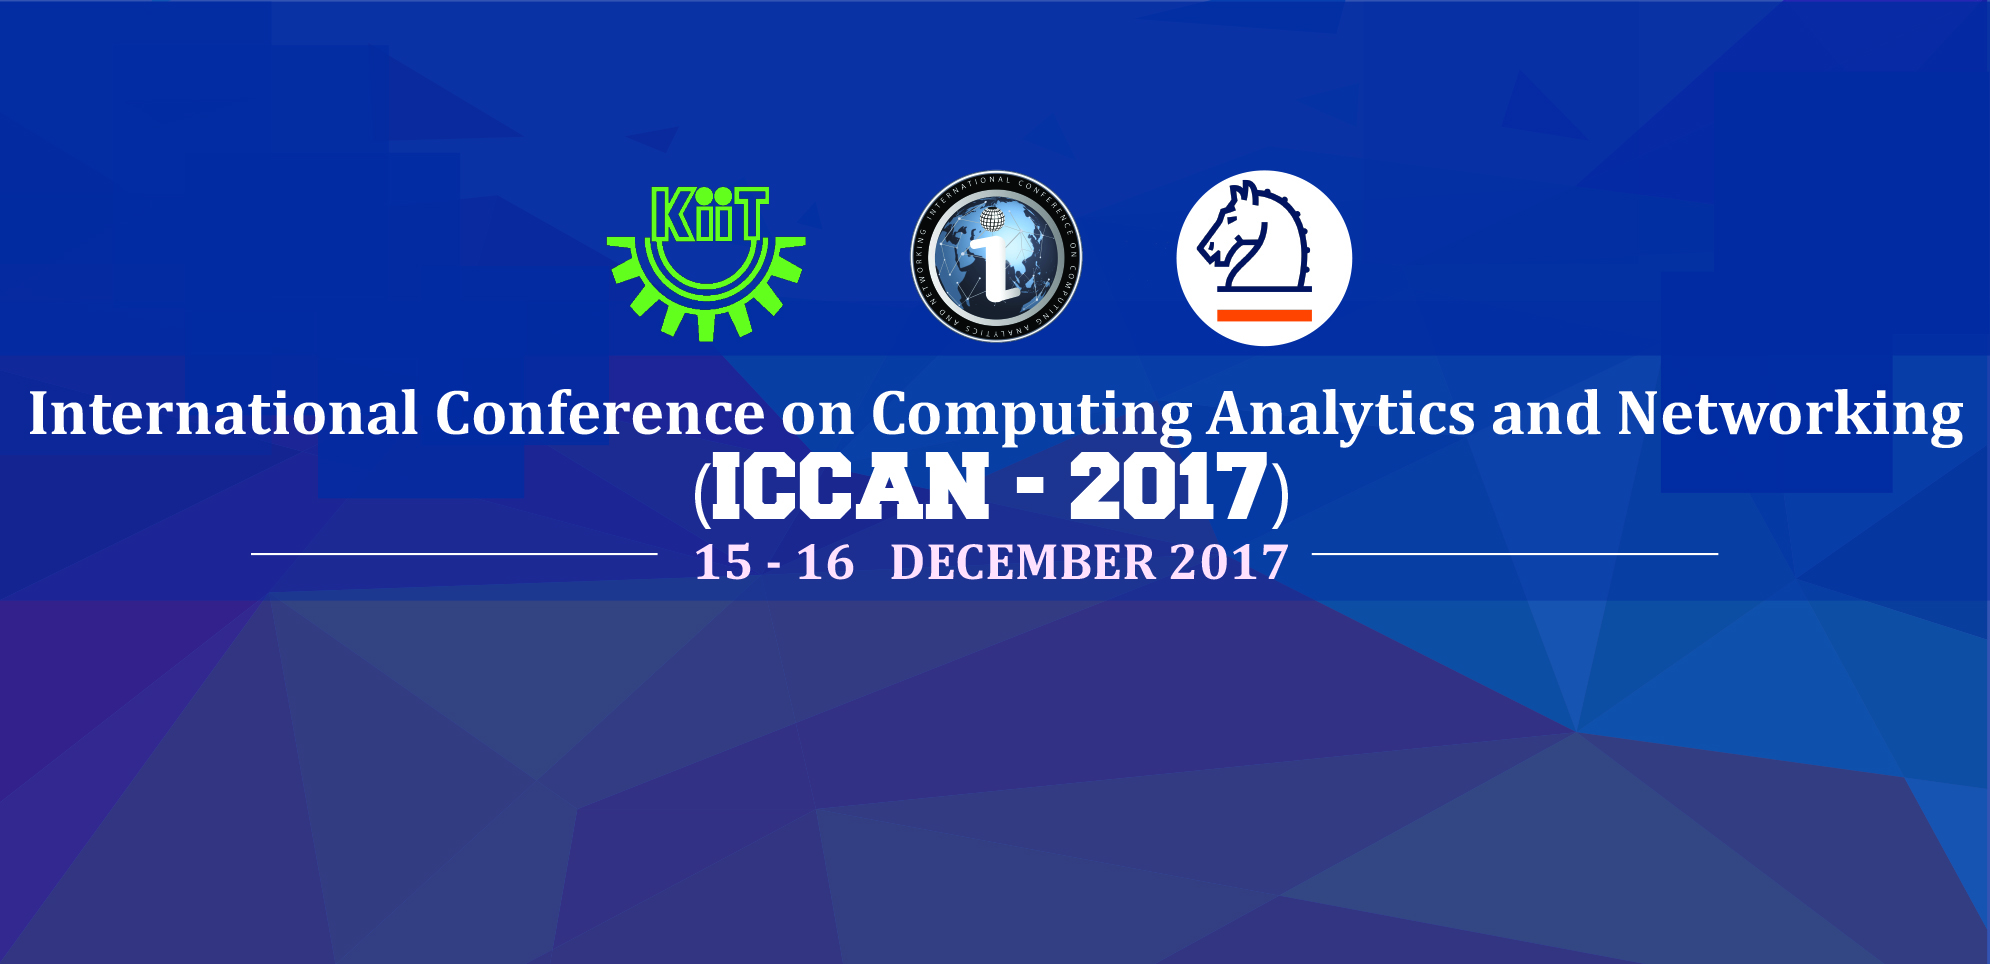 KiiT
INTERNATIONAL CONFERENCE ON COMPUTING ANALYTICS AND NETWORKING
International Conference on Computing Analytics and Networking
(ICCAN - 2017)
15 - 16 DECEMBER 2017